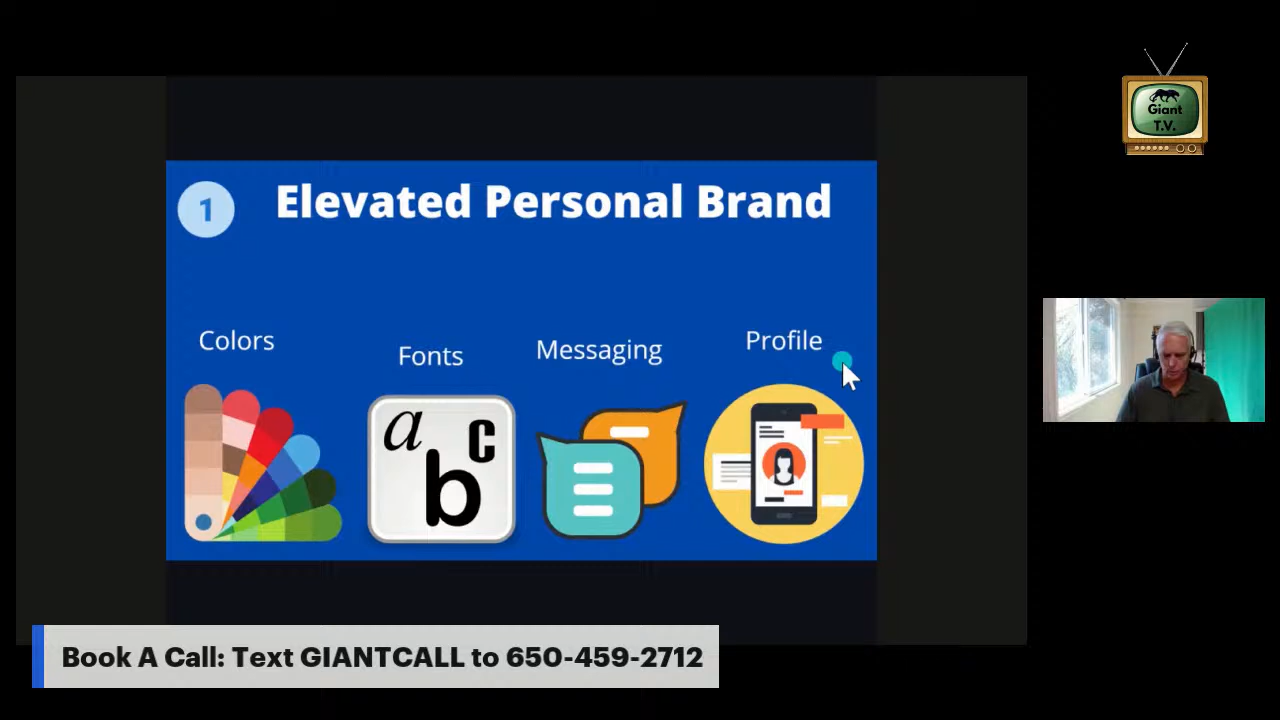 Giant
T.V.
1
Elevated Personal Brand
Colors
Fonts
Messaging
Profile
a
b
c
Book A Call: Text GIANTCALL to 650-459-2712